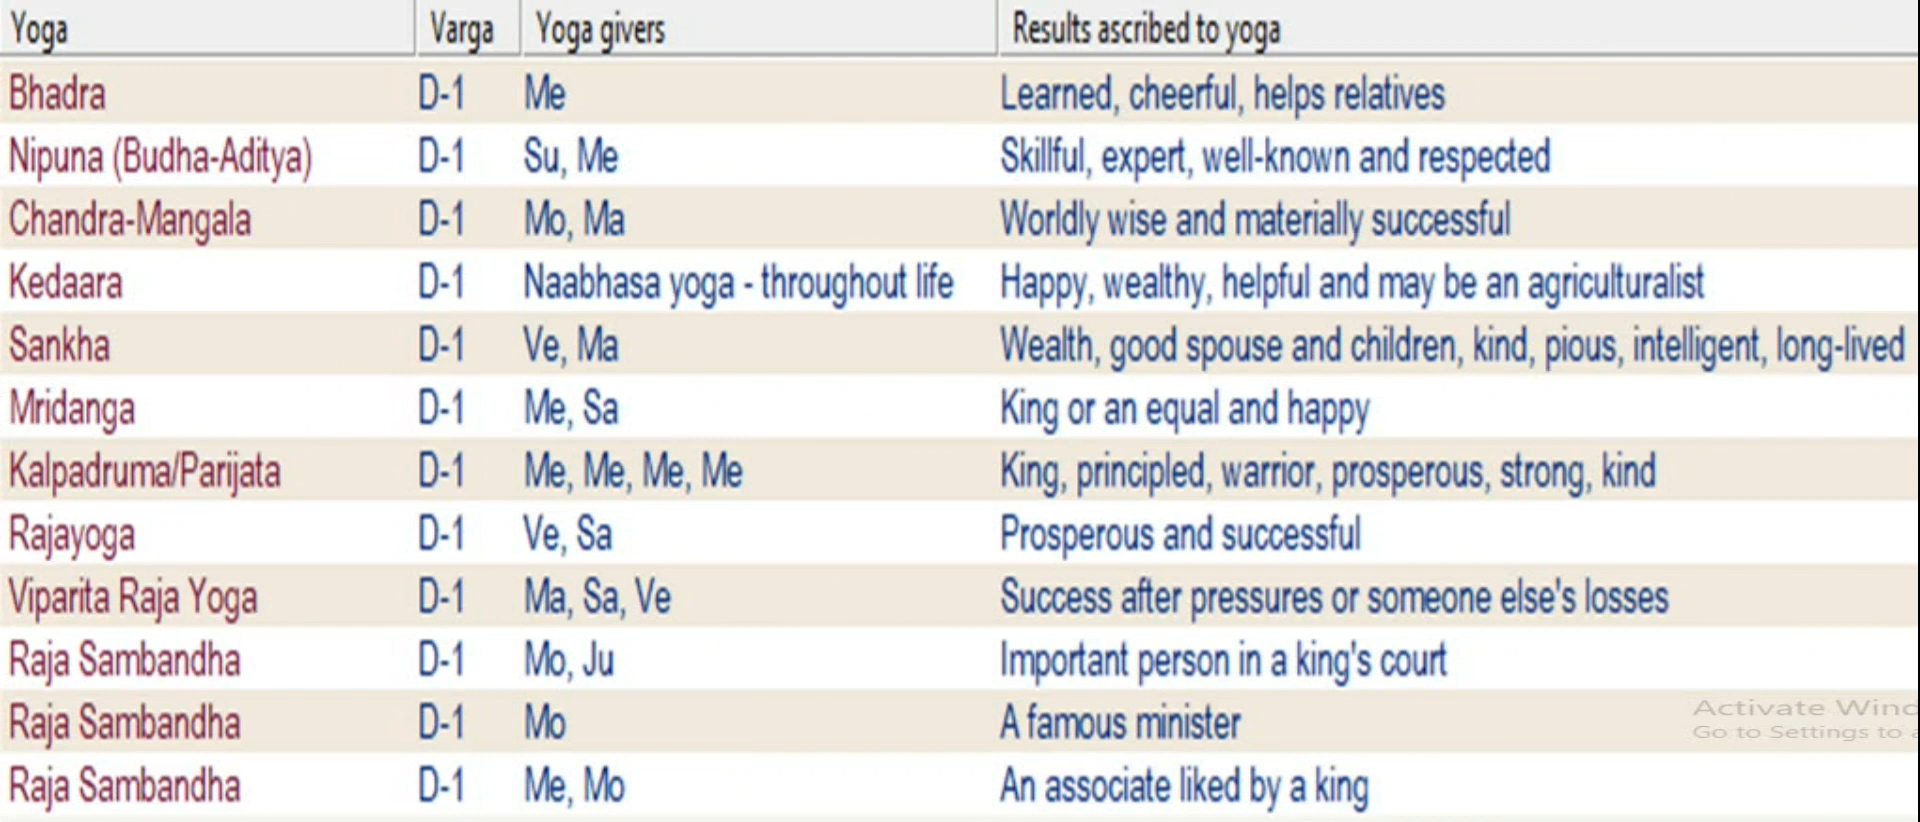 Yoga Varga Yoga givers Results ascribed to yoga
Bhadra D-1 Me Learned, cheerful, helps relatives
Nipuna (Budha-Aditya) D-1 Su, Me Skillful, expert, well-known and respected
Chandra-Mangala D-1 Mo, Ma Worldly wise and materially successful
Kedaara D-1 Naabhasa yoga - throughout life Happy, wealthy, helpful and may be an agriculturalist
Sankha D-1 Ve, Ma Wealth, good spouse and children, kind, pious, intelligent, long-lived
Mridanga D-1 Me, Sa King or an equal and happy
Kalpadruma/Parijata D-1 Me, Me, Me, Me King, principled, warrior, prosperous, strong, kind
Rajayoga D-1 Ve, Sa Prosperous and successful
Viparita Raja Yoga D-1 Ma, Sa, Ve Success after pressures or someone else's losses
Raja Sambandha D-1 Mo, Ju Important person in a king's court
Raja Sambandha D-1 Mo A famous minister
Activate Wind
Go to Settings to a
Raja Sambandha D-1 Me, Mo An associate liked by a king